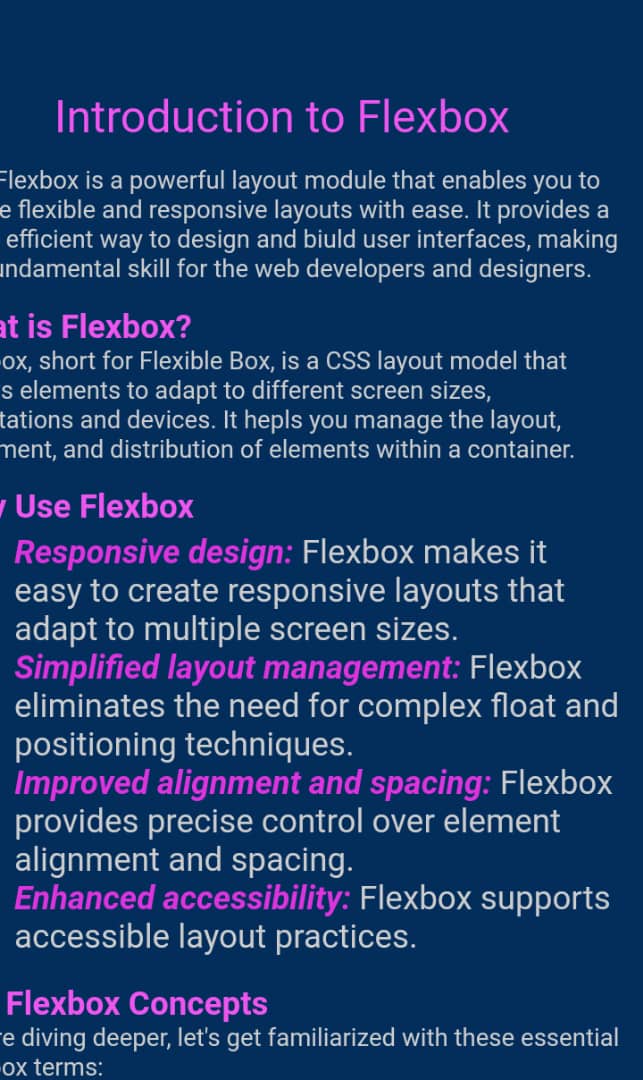 Introduction to Flexbox
Flexbox is a powerful layout module that enables you to
e flexible and responsive layouts with ease. It provides a
efficient way to design and biuld user interfaces, making
undamental skill for the web developers and designers.
at is Flexbox?
ox, short for Flexible Box, is a CSS layout model that
s elements to adapt to different screen sizes,
tations and devices. It hepls you manage the layout,
ment, and distribution of elements within a container.
y Use Flexbox
Responsive design: Flexbox makes it
easy to create responsive layouts that
adapt to multiple screen sizes.
Simplified layout management: Flexbox
eliminates the need for complex float and
positioning techniques.
Improved alignment and spacing: Flexbox
provides precise control over element
alignment and spacing.
Enhanced accessibility: Flexbox supports
accessible layout practices.
Flexbox Concepts
re diving deeper, let's get familiarized with these essential
ox terms: